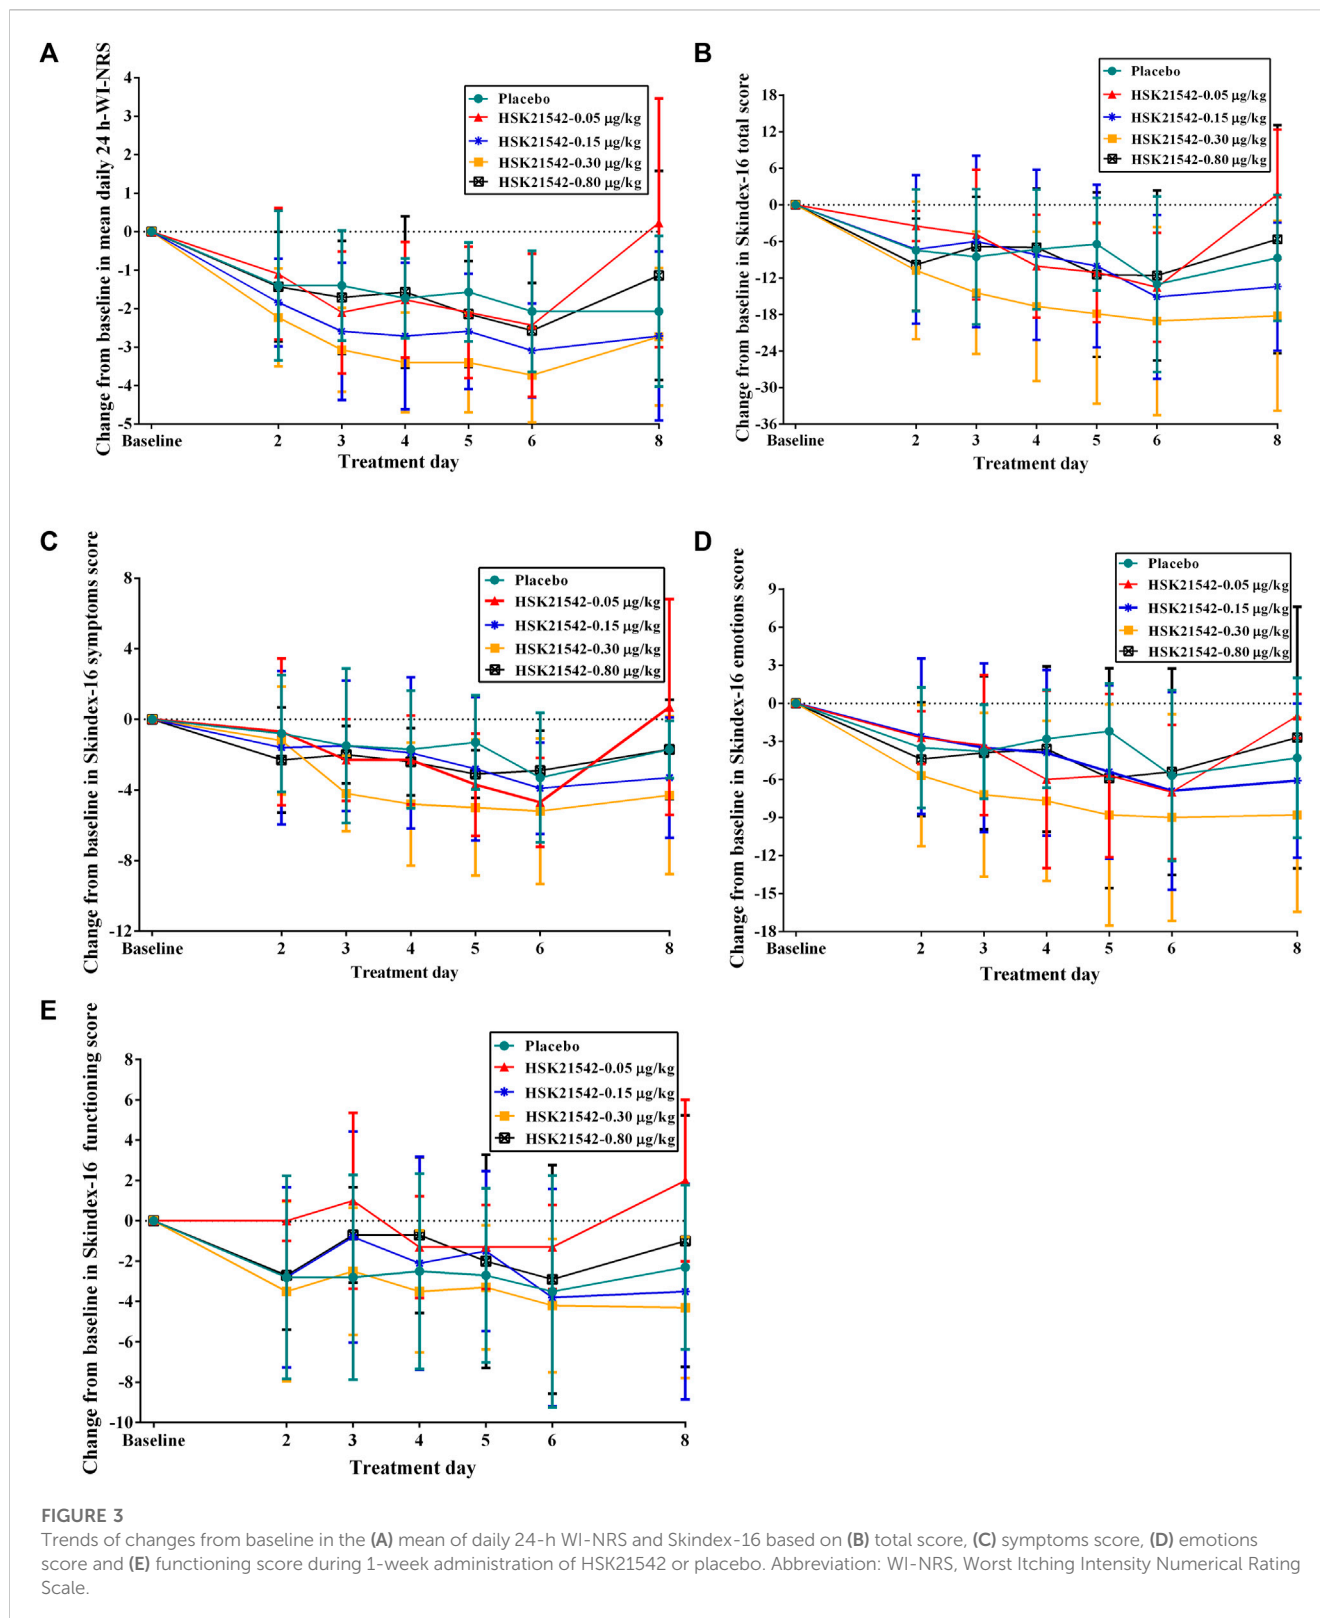 A
Change from baseline in mean daily 24 h-WI-NRS
4
3
2
1
0
-1
-2
-3
-4
-5
Placebo
HSK21542-0.05 µg/kg
HSK21542-0.15 µg/kg
HSK21542-0.30 µg/kg
HSK21542-0.80 µg/kg
Baseline 2 3 4 5 6 8
Treatment day
B
Change from baseline in Skindex-16 total score
18
12
6
0
-6
-12
-18
-24
-30
-36
Placebo
HSK21542-0.05 µg/kg
HSK21542-0.15 µg/kg
HSK21542-0.30 µg/kg
HSK21542-0.80 µg/kg
Baseline 2 3 4 5 6 8
Treatment day
C
Change from baseline in Skindex-16 symptoms score
8
4
0
-4
-8
-12
Placebo
HSK21542-0.05 µg/kg
HSK21542-0.15 µg/kg
HSK21542-0.30 µg/kg
HSK21542-0.80 µg/kg
Baseline 2 3 4 5 6 8
Treatment day
D
Change from baseline in Skindex-16 emotions score
9
6
3
0
-3
-6
-9
-12
-15
-18
Placebo
HSK21542-0.05 µg/kg
HSK21542-0.15 µg/kg
HSK21542-0.30 µg/kg
HSK21542-0.80 µg/kg
Baseline 2 3 4 5 6 8
Treatment day
E
Change from baseline in Skindex-16 functioning score
8
6
4
2
0
-2
-4
-6
-8
-10
Placebo
HSK21542-0.05 µg/kg
HSK21542-0.15 µg/kg
HSK21542-0.30 µg/kg
HSK21542-0.80 µg/kg
Baseline 2 3 4 5 6 8
Treatment day
FIGURE 3
Trends of changes from baseline in the (A) mean of daily 24-h WI-NRS and Skindex-16 based on (B) total score, (C) symptoms score, (D) emotions
score and (E) functioning score during 1-week administration of HSK21542 or placebo. Abbreviation: WI-NRS, Worst Itching Intensity Numerical Rating
Scale.